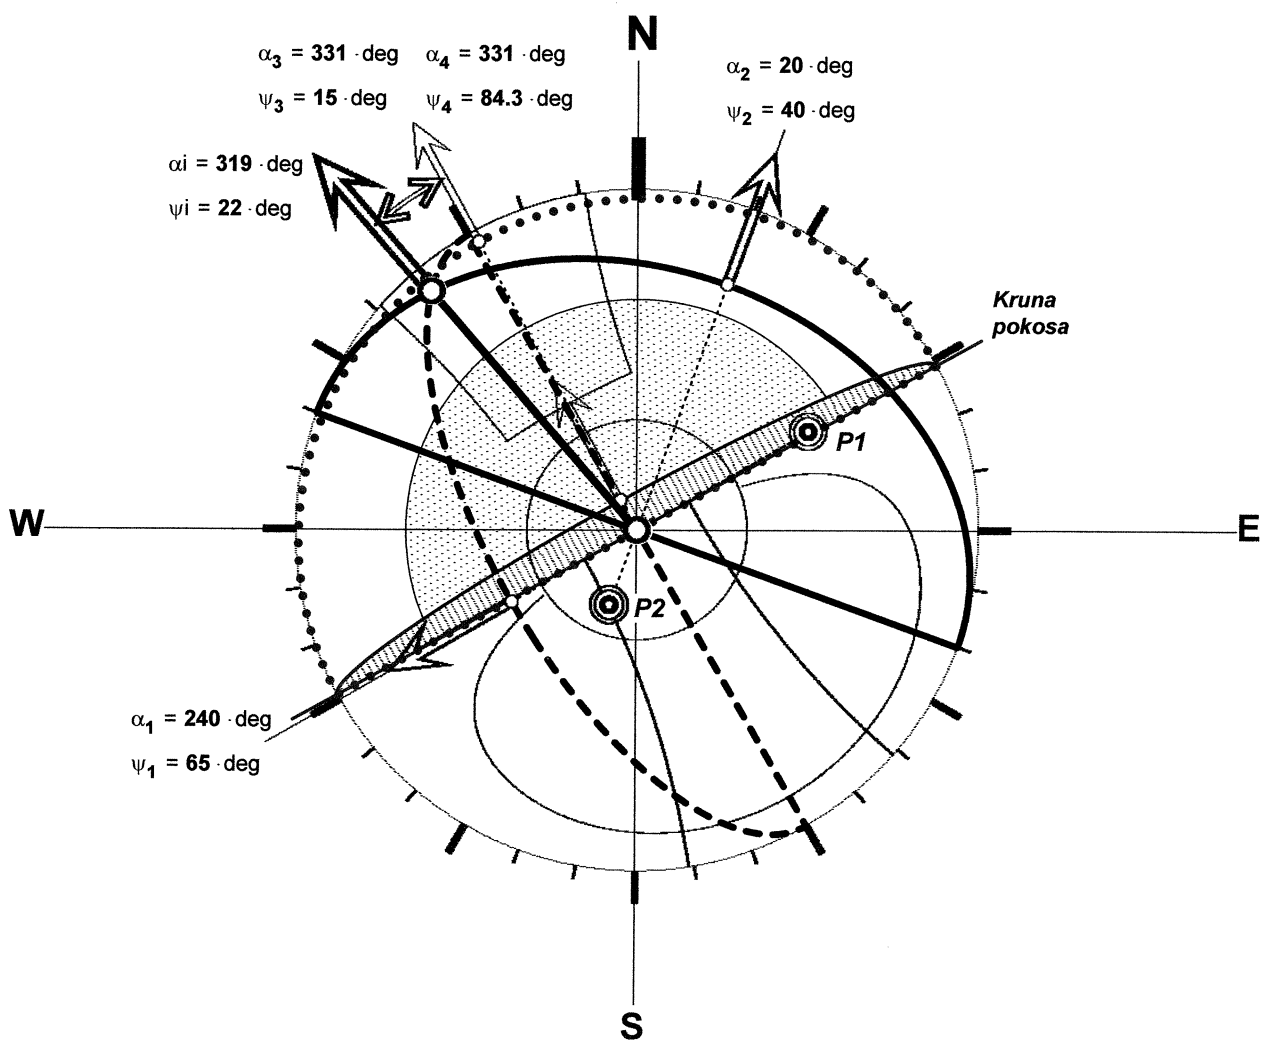 N
α3 = 331 · deg
α4 = 331 · deg
α2 = 20 · deg
ψ3 = 15 · deg
ψ4 = 84.3 · deg
ψ2 = 40 · deg
αi = 319 · deg
ψi = 22 · deg
Kruna
pokosa
P1
W
E
P2
α1 = 240 · deg
ψ1 = 65 · deg
S